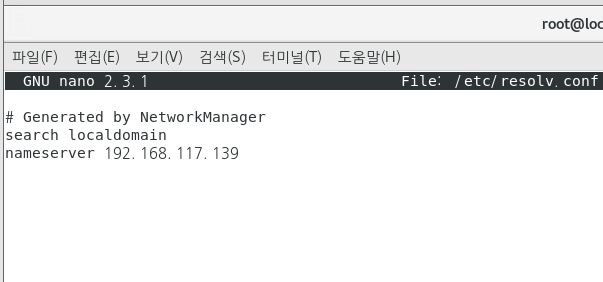 root@loc
파일(F) 편집(E) 보기(V) 검색(S) 터미널(T) 도움말(H)
GNU nano 2.3.1 File: /etc/resolv.conf
# Generated by NetworkManager
search localdomain
nameserver 192.168.117.139